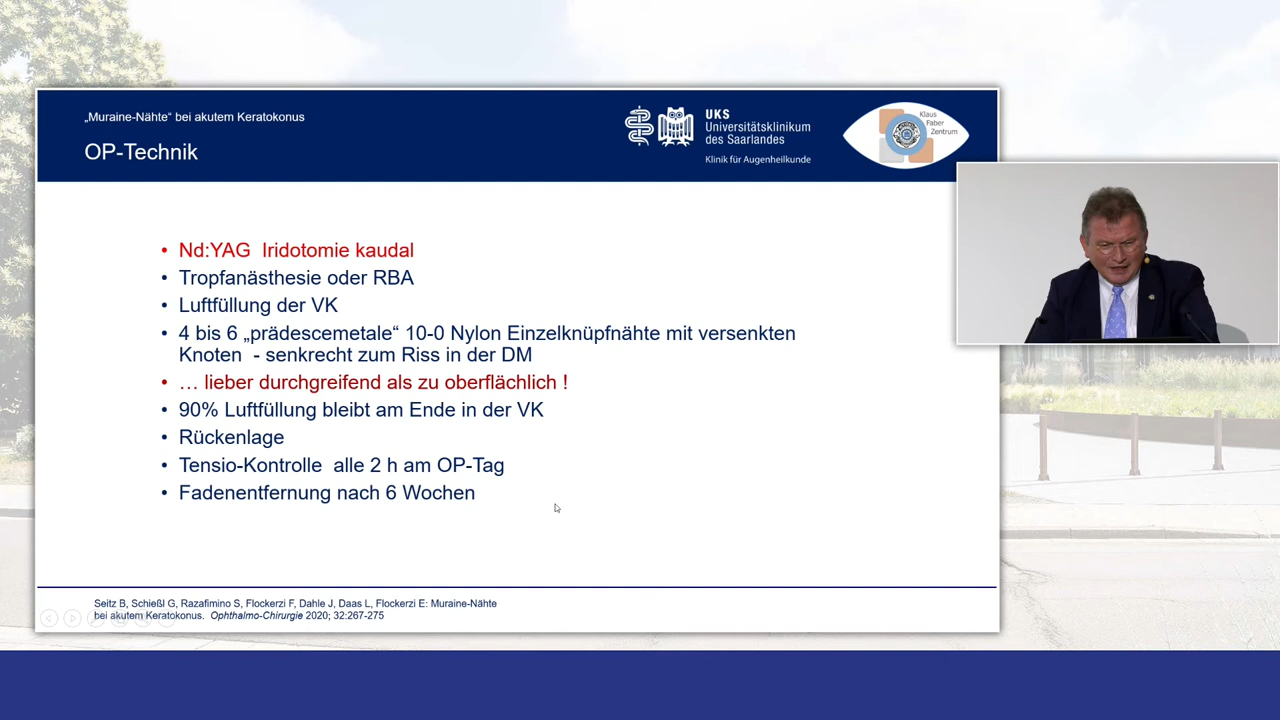 „Muraine-Nähte“ bei akutem Keratokonus
OP-Technik
UKS
Universitätsklinikum
des Saarlandes
Klinik für Augenheilkunde
Klaus
Faber
Zentrum
• Nd:YAG Iridotomie kaudal
• Tropfanästhesie oder RBA
• Luftfüllung der VK
• 4 bis 6 „prädescemetale“ 10-0 Nylon Einzelknüpfnähte mit versenkten
Knoten - senkrecht zum Riss in der DM
• … lieber durchgreifend als zu oberflächlich !
• 90% Luftfüllung bleibt am Ende in der VK
• Rückenlage
• Tensio-Kontrolle alle 2 h am OP-Tag
• Fadenentfernung nach 6 Wochen
Seitz B, Schießl G, Razafimino S, Flockerzi F, Dahle J, Daas L, Flockerzi E: Muraine-Nähte
bei akutem Keratokonus. Ophthalmo-Chirurgie 2020; 32:267-275